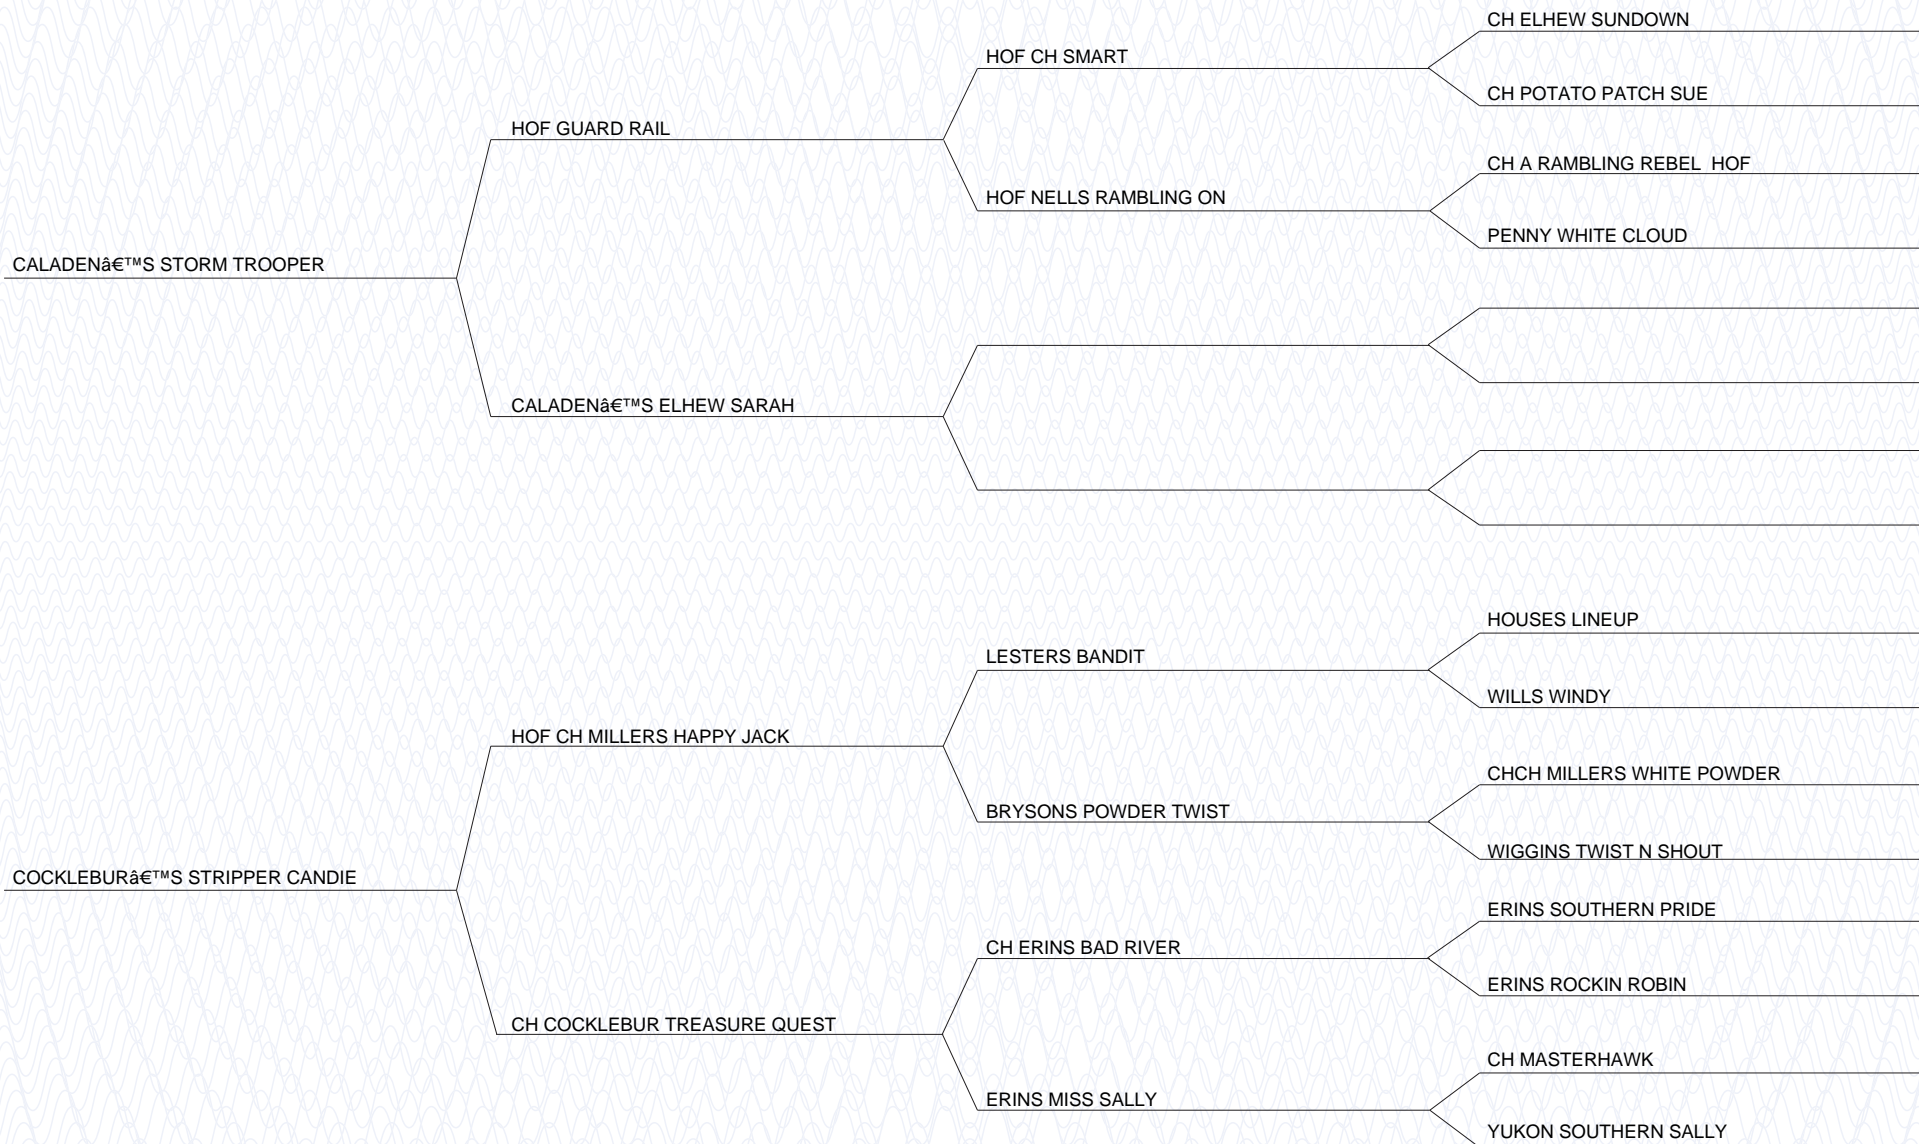 CH ELHEW SUNDOWN
HOF CH SMART
CH POTATO PATCH SUE
HOF GUARD RAIL
CH A RAMBLING REBEL  HOF
HOF NELLS RAMBLING ON
PENNY WHITE CLOUD
CALADENâ€™S STORM TROOPER
CALADENâ€™S ELHEW SARAH
HOUSES LINEUP
LESTERS BANDIT
WILLS WINDY
HOF CH MILLERS HAPPY JACK
CHCH MILLERS WHITE POWDER
BRYSONS POWDER TWIST
WIGGINS TWIST N SHOUT
COCKLEBURâ€™S STRIPPER CANDIE
ERINS SOUTHERN PRIDE
CH ERINS BAD RIVER
ERINS ROCKIN ROBIN
CH COCKLEBUR TREASURE QUEST
CH MASTERHAWK
ERINS MISS SALLY
YUKON SOUTHERN SALLY